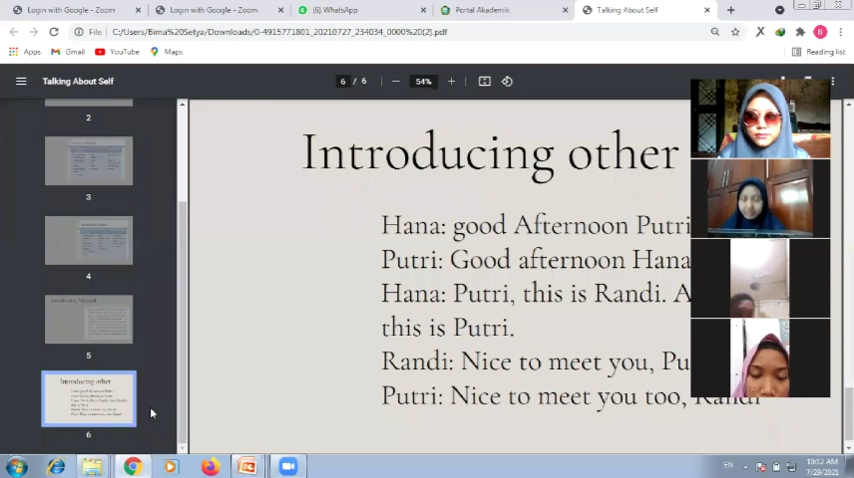 Login with Google - Zoom
Login with Google - Zoom
(6) WhatsApp
Portal Akademik
Talking About Self
File
C:/Users/Bima%20Setya/Downloads/0-4915771801_20210727_234034_0000%20(2).pdf
Apps
Gmail
YouTube
Maps
Reading list
Talking About Self
6 / 6
54%
2
3
4
Introducing Yourself
5
Introducing other
6
Introducing other
Hana: good Afternoon Putri
Putri: Good afternoon Hana
Hana: Putri, this is Randi.
this is Putri.
Randi: Nice to meet you,
Putri: Nice to meet you too, Randi
EN
10:12 AM
7/29/2021